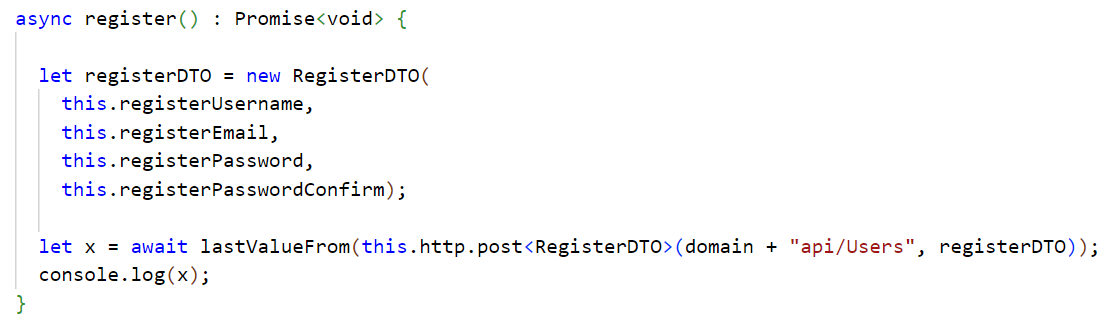 async register() : Promise<void> {
let registerDTO = new RegisterDTO(
this.registerUsername,
this.registerEmail,
this.registerPassword,
this.registerPasswordConfirm);
let x = await lastValueFrom(this.http.post<RegisterDTO>(domain + "api/Users", registerDTO));
console.log(x);
}